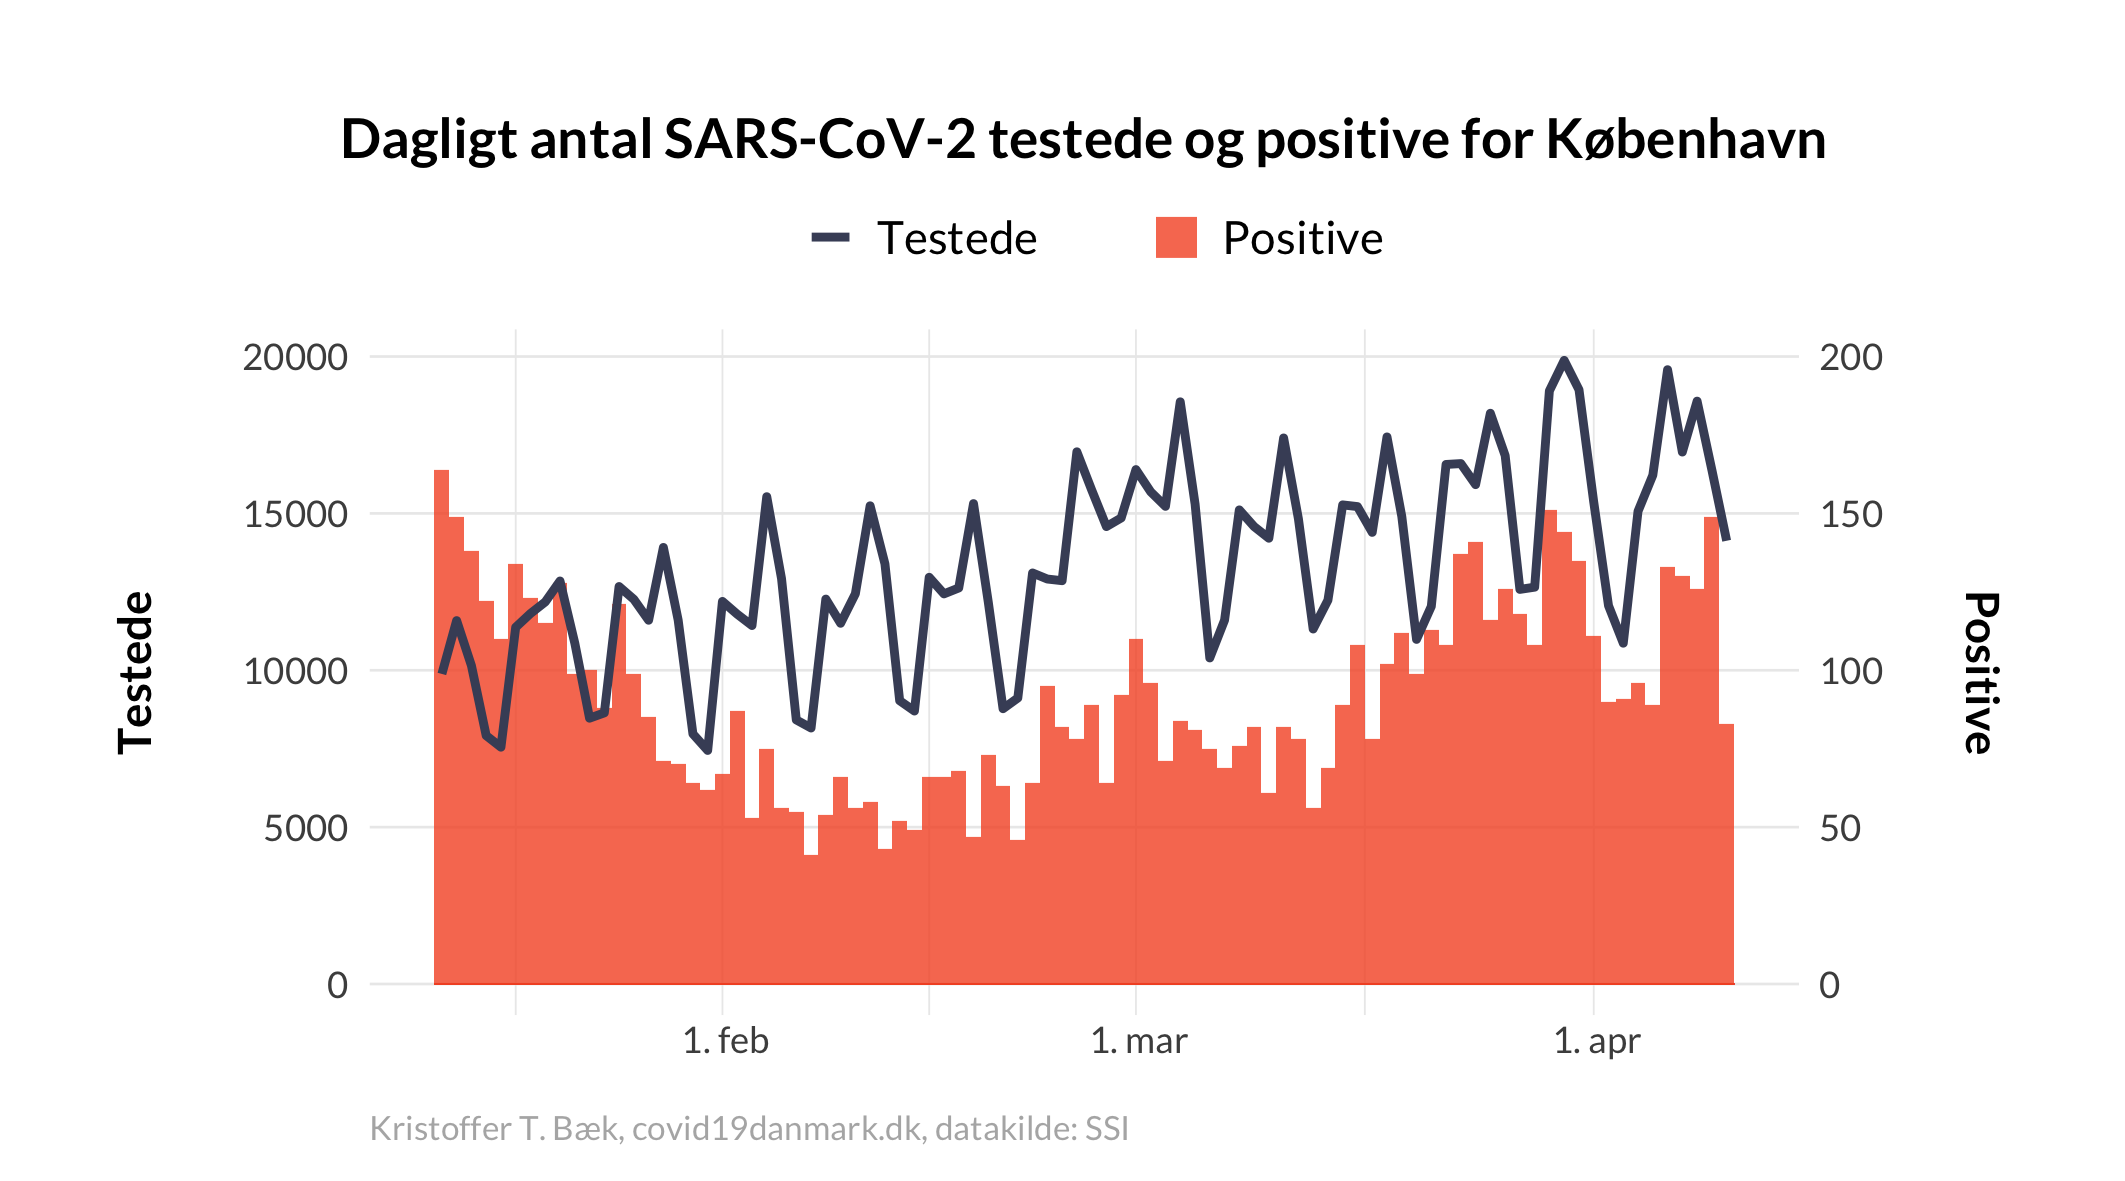 Dagligt antal SARS-CoV-2 testede og positive for København
Testede Positive
20000 200
15000 150
10000 100
5000 50
0 0
Testede
Positive
1. feb 1. mar 1. apr
Kristoffer T. Bæk, covid19danmark.dk, datakilde: SSI